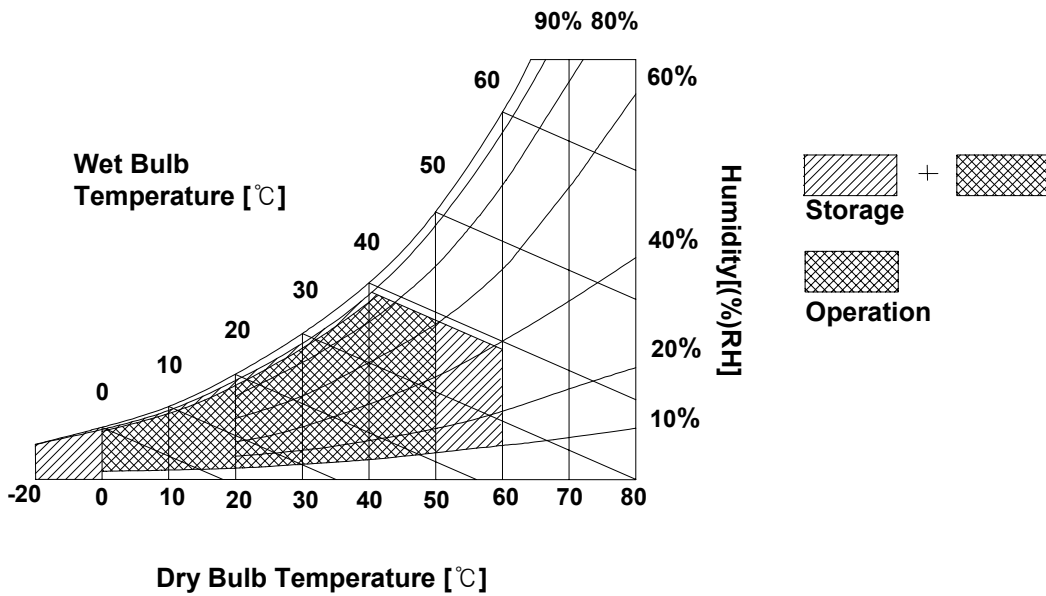 90% 80%
60
60%
50
Wet Bulb
Temperature [℃]
40
40%
30
20
20%
10
10%
0
Humidity[(%)RH]
-20 0 10 20 30 40 50 60 70 80
Dry Bulb Temperature [℃]
+
Storage
Operation